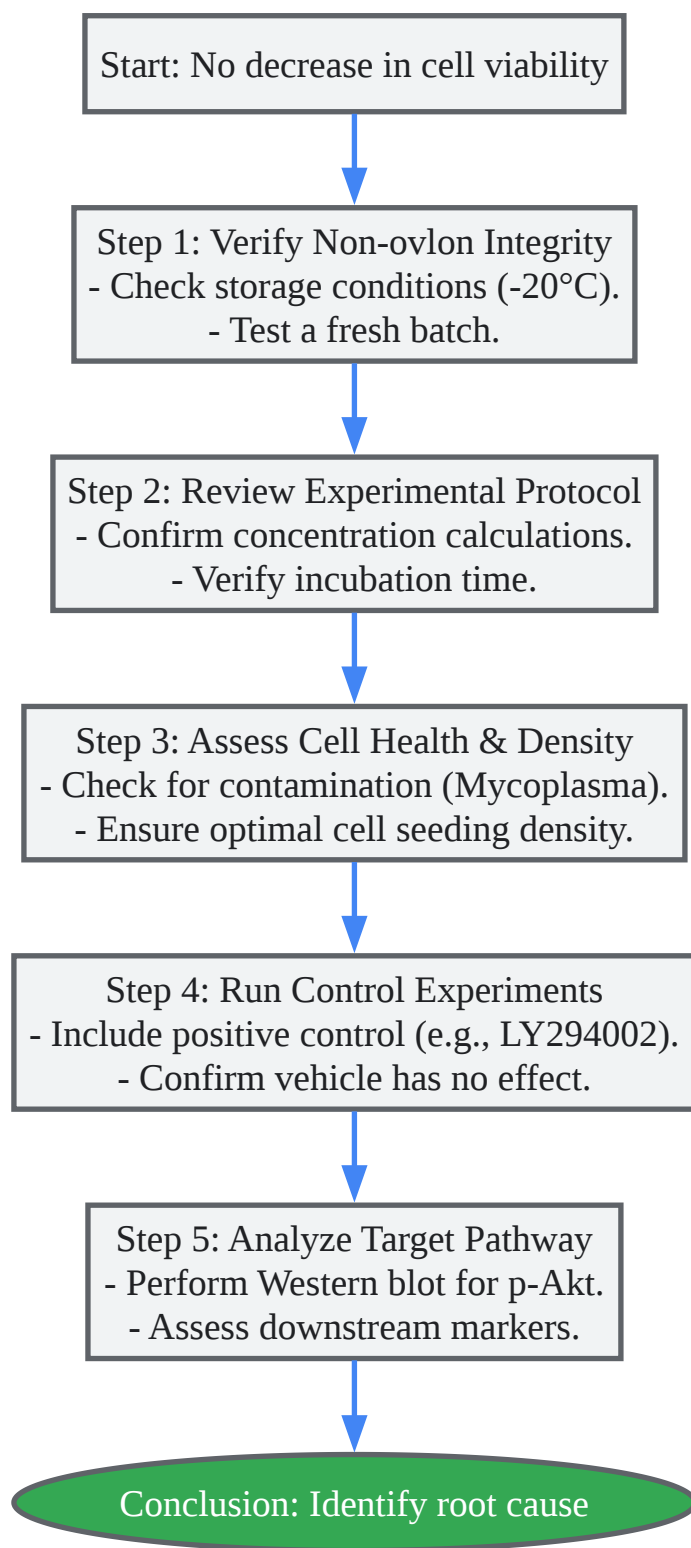 Start: No decrease in cell viability
Step 1: Verify Non-ovlon Integrity
- Check storage conditions (-20°C).
- Test a fresh batch.
Step 2: Review Experimental Protocol
- Confirm concentration calculations.
- Verify incubation time.
Step 3: Assess Cell Health & Density
- Check for contamination (Mycoplasma).
- Ensure optimal cell seeding density.
Step 4: Run Control Experiments
- Include positive control (e.g., LY294002).
- Confirm vehicle has no effect.
Step 5: Analyze Target Pathway
- Perform Western blot for p-Akt.
- Assess downstream markers.
Conclusion: Identify root cause